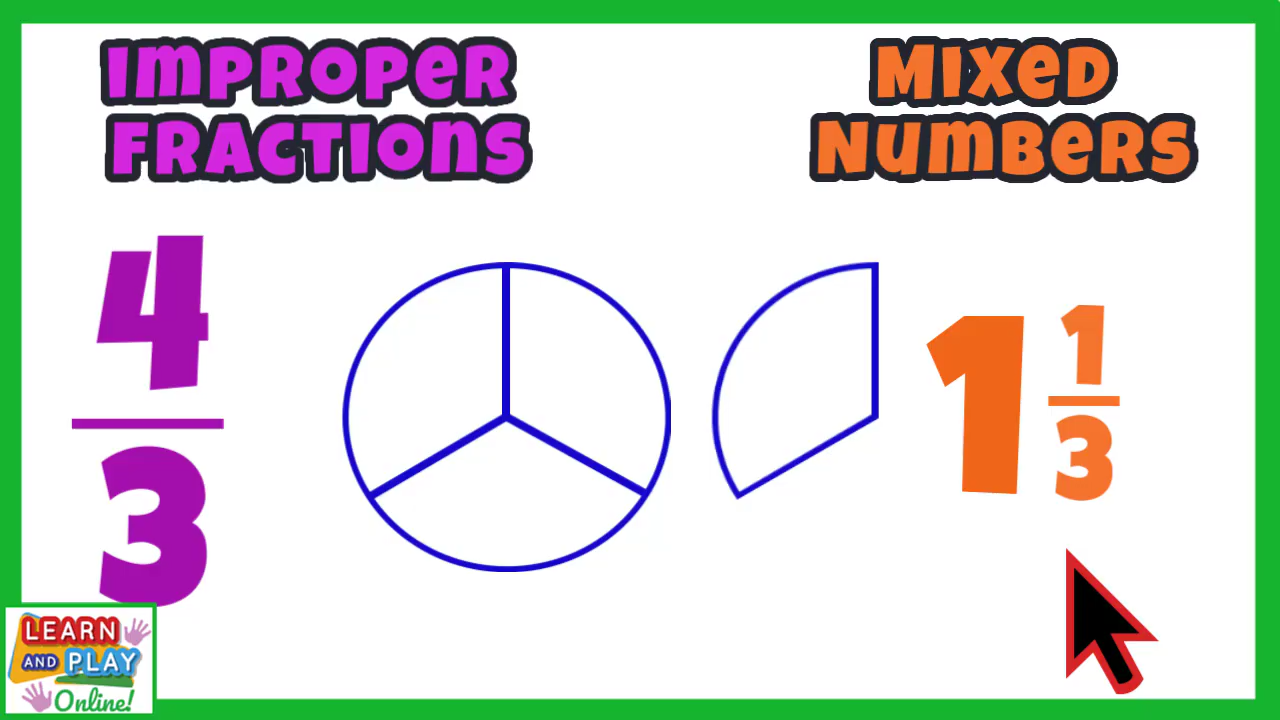 Improper
Fractions
Mixed
Numbers
4
3
1 1
3
LEARN
AND PLAY
Online!